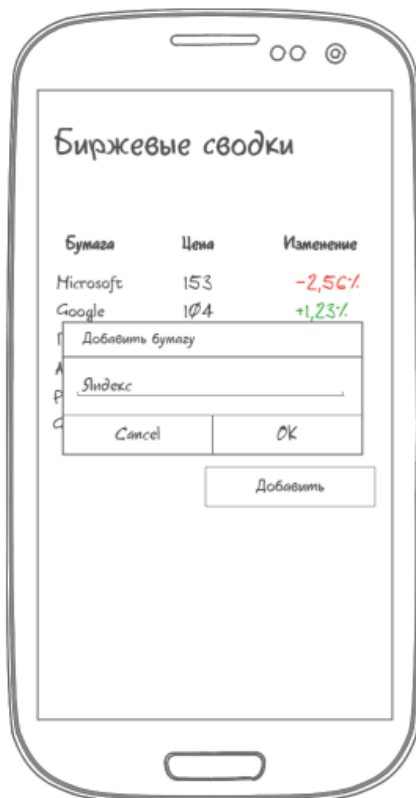 Биржевые сводки
Бумага Цена Изменение
Microsoft 153 -2,56%
Google 104 +1,23%
Добавить бумагу
Яндекс
Cancel OK
Добавить